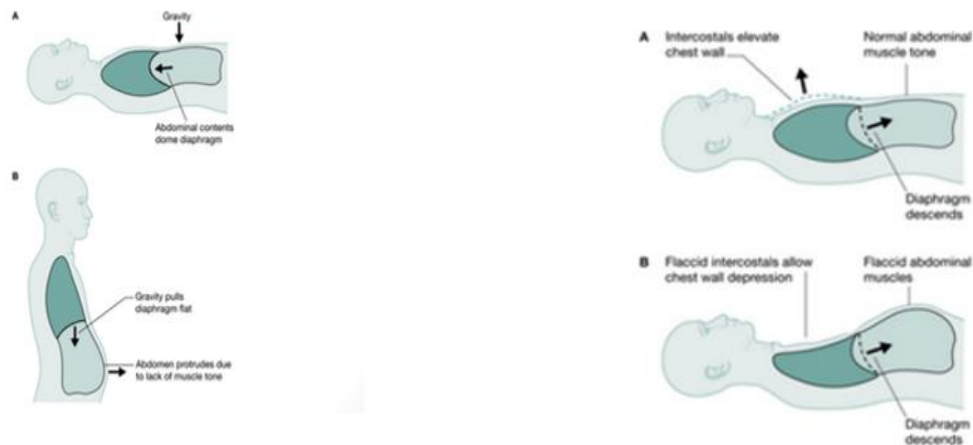 A
Gravity
Abdominal contents
dome diaphragm
B
Gravity pulls
diaphragm flat
Abdomen protrudes due
to lack of muscle tone
A
Intercostals elevate
chest wall
Normal abdominal
muscle tone
Diaphragm
descends
B
Flaccid intercostals allow
chest wall depression
Flaccid abdominal
muscles
Diaphragm
descends